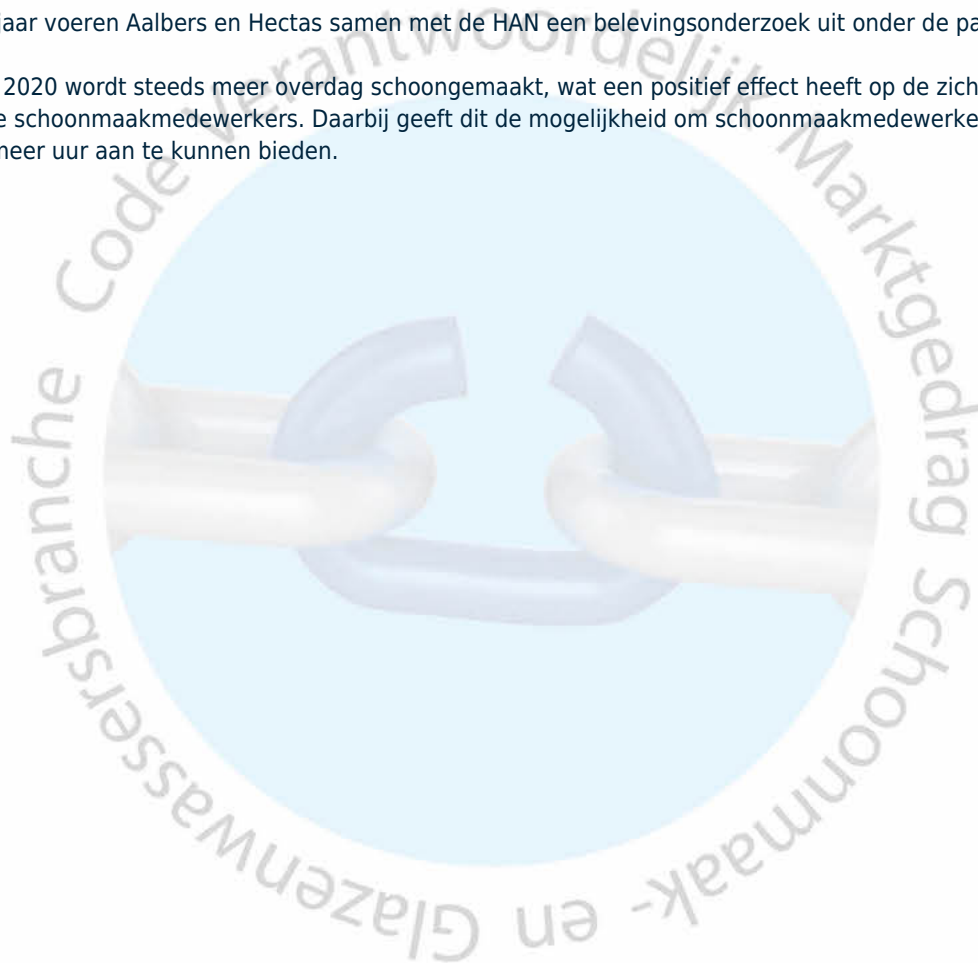 jaar voeren Aalbers en Hectas samen met de HAN een belevingsonderzoek uit onder de pa
2020 wordt steeds meer overdag schoongemaakt, wat een positief effect heeft op de zich
e schoonmaakmedewerkers. Daarbij geeft dit de mogelijkheid om schoonmaakmedewerke
meer uur aan te kunnen bieden.
Code Verantwoordelijk Marktgedrag Schoonmaak- en Glazenwassersbranche